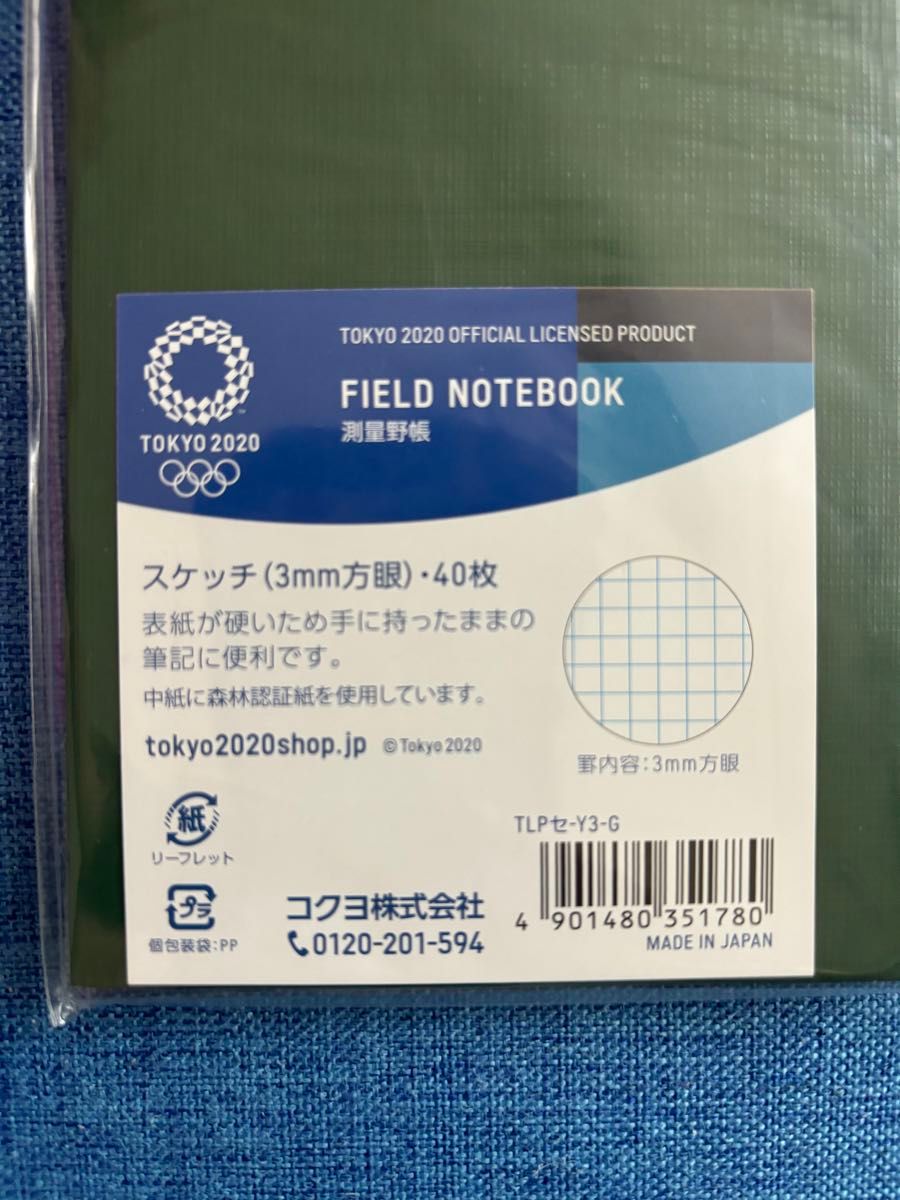 TOKYO 2020 OFFICIAL LICENSED PRODUCT
FIELD NOTEBOOK
測量野帳
TM
TOKYO 2020
スケッチ(3mm方眼)・40枚
表紙が硬いため手に持ったままの
筆記に便利です。
中紙に森林認証紙を使用しています。
tokyo2020shop.jp ©Tokyo 2020
罫内容:3mm方眼
紙
リーフレット
プラ
個包装袋:PP
コクヨ株式会社
0120-201-594
TLPセ-Y3-G
4 901480 351780
MADE IN JAPAN